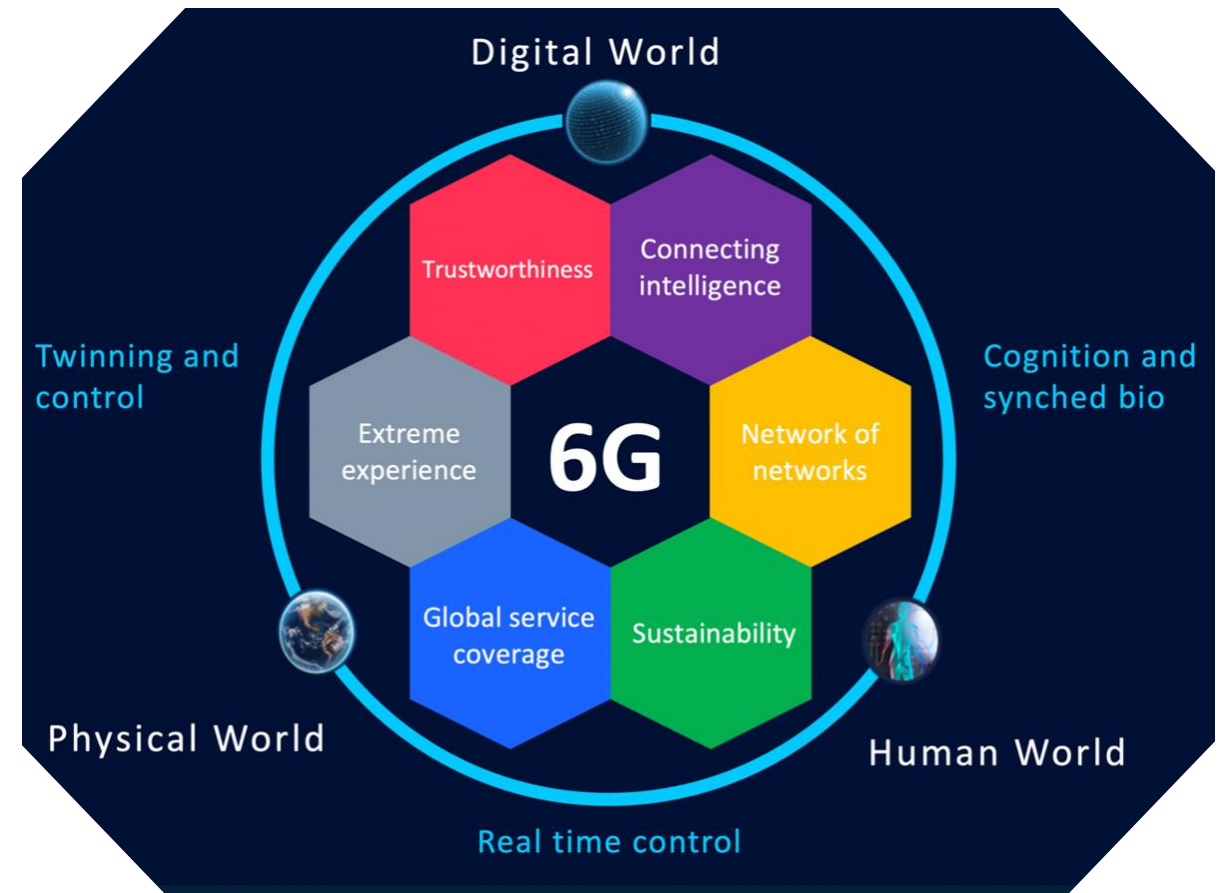 Digital World
Trustworthiness
Connecting
intelligence
Twinning and
control
Cognition and
synched bio
Extreme
experience
6G
Network of
networks
Global service
coverage
Sustainability
Physical World
Human World
Real time control